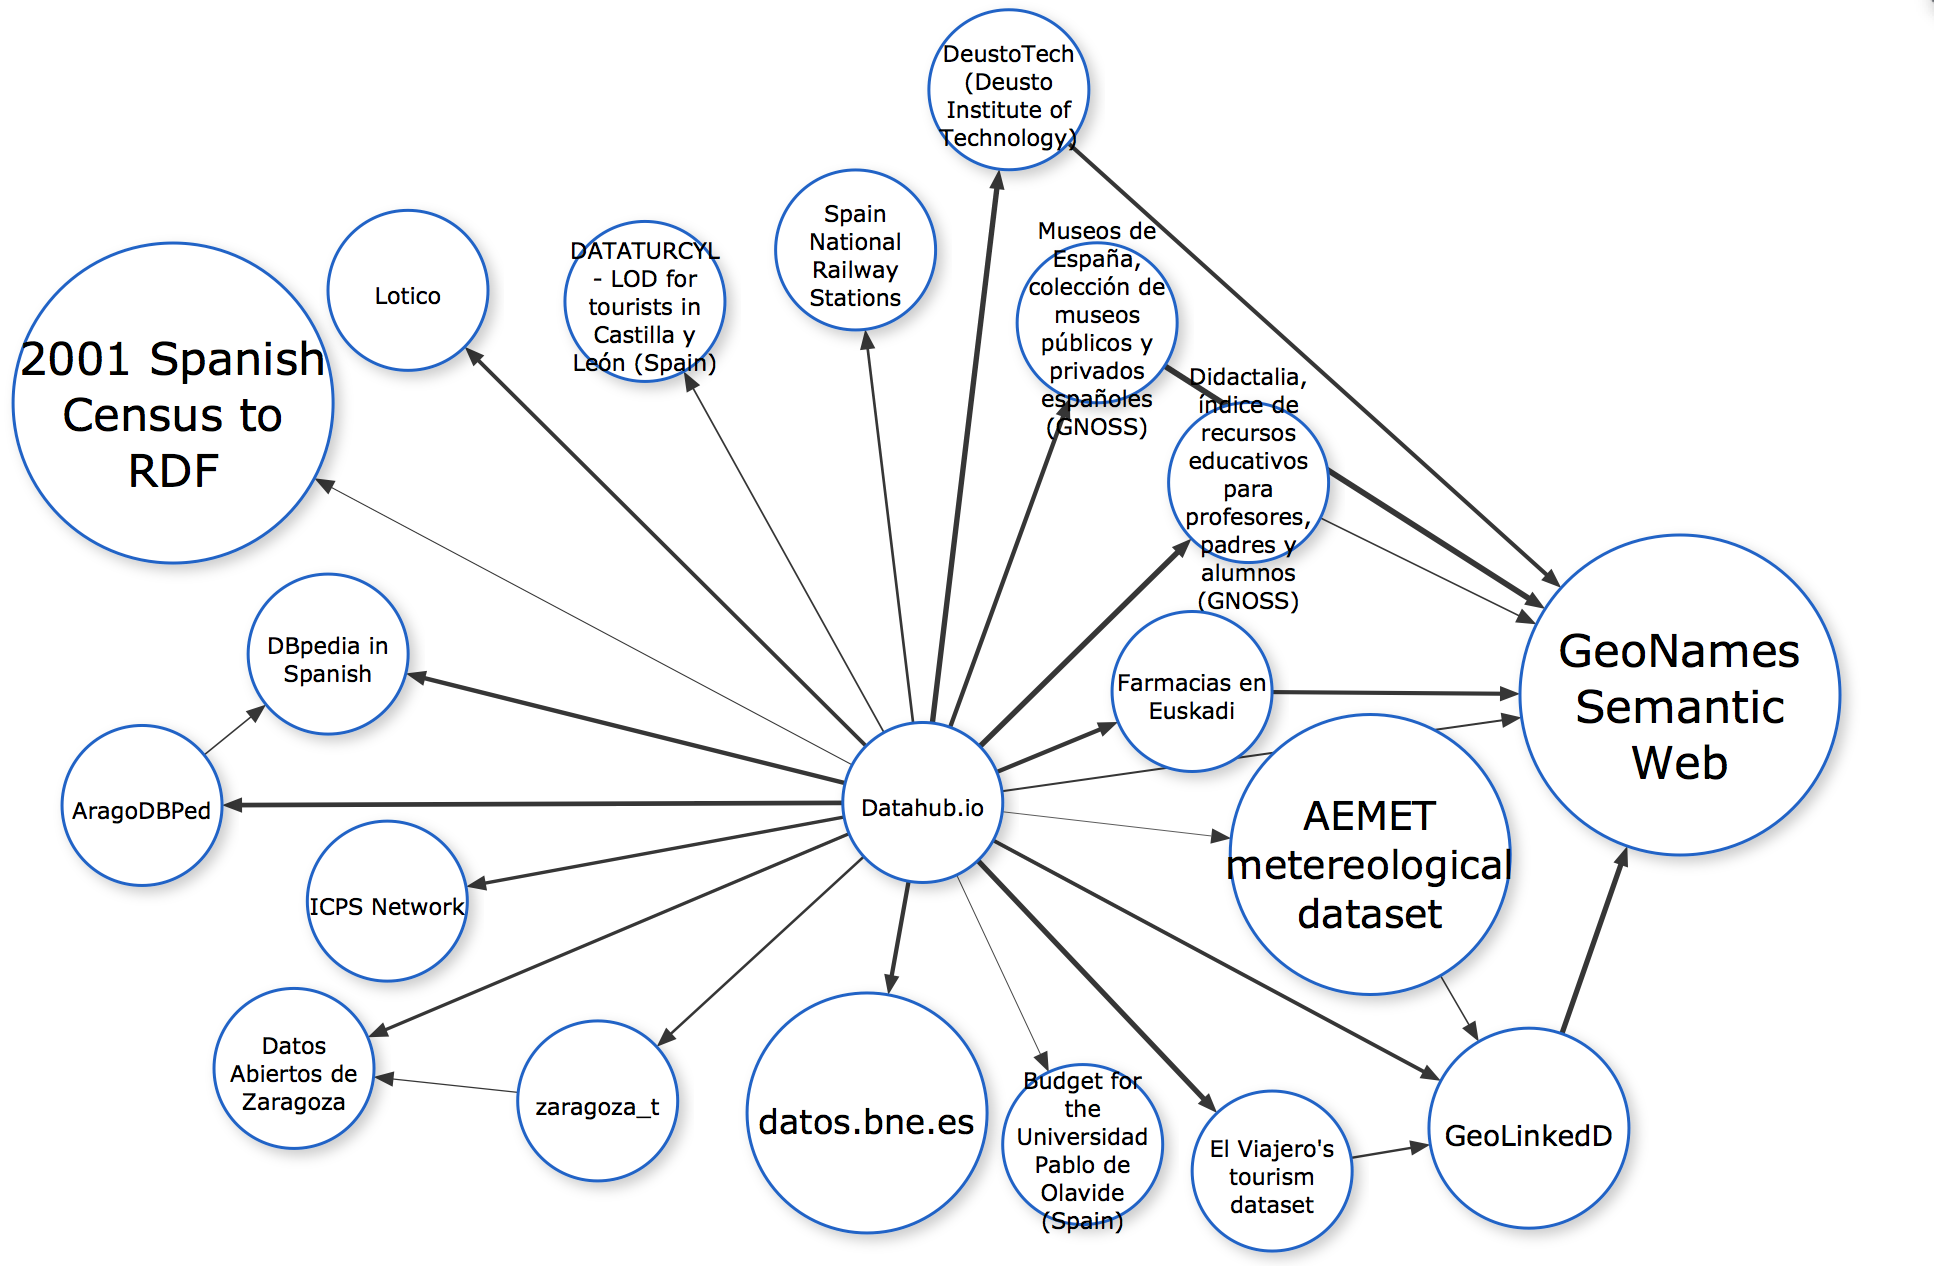 DeustoTech
(Deusto
Institute of
Technology)
Spain
National
Railway
Stations
Museos de
España,
colección de
museos
públicos y
privados
españoles
(GNOSS)
DATATURCYL
- LOD for
tourists in
Castilla y
León (Spain)
Lotico
2001 Spanish
Census to
RDF
Didactalia,
índice de
recursos
educativos
para
profesores,
padres y
alumnos
(GNOSS)
DBpedia in
Spanish
Farmacias en
Euskadi
GeoNames
Semantic
Web
AragoDBPed
Datahub.io
AEMET
metereological
dataset
ICPS Network
Datos
Abiertos de
Zaragoza
zaragoza_t
datos.bne.es
Budget for
the
Universidad
Pablo de
Olavide
(Spain)
El Viajero's
tourism
dataset
GeoLinkedD